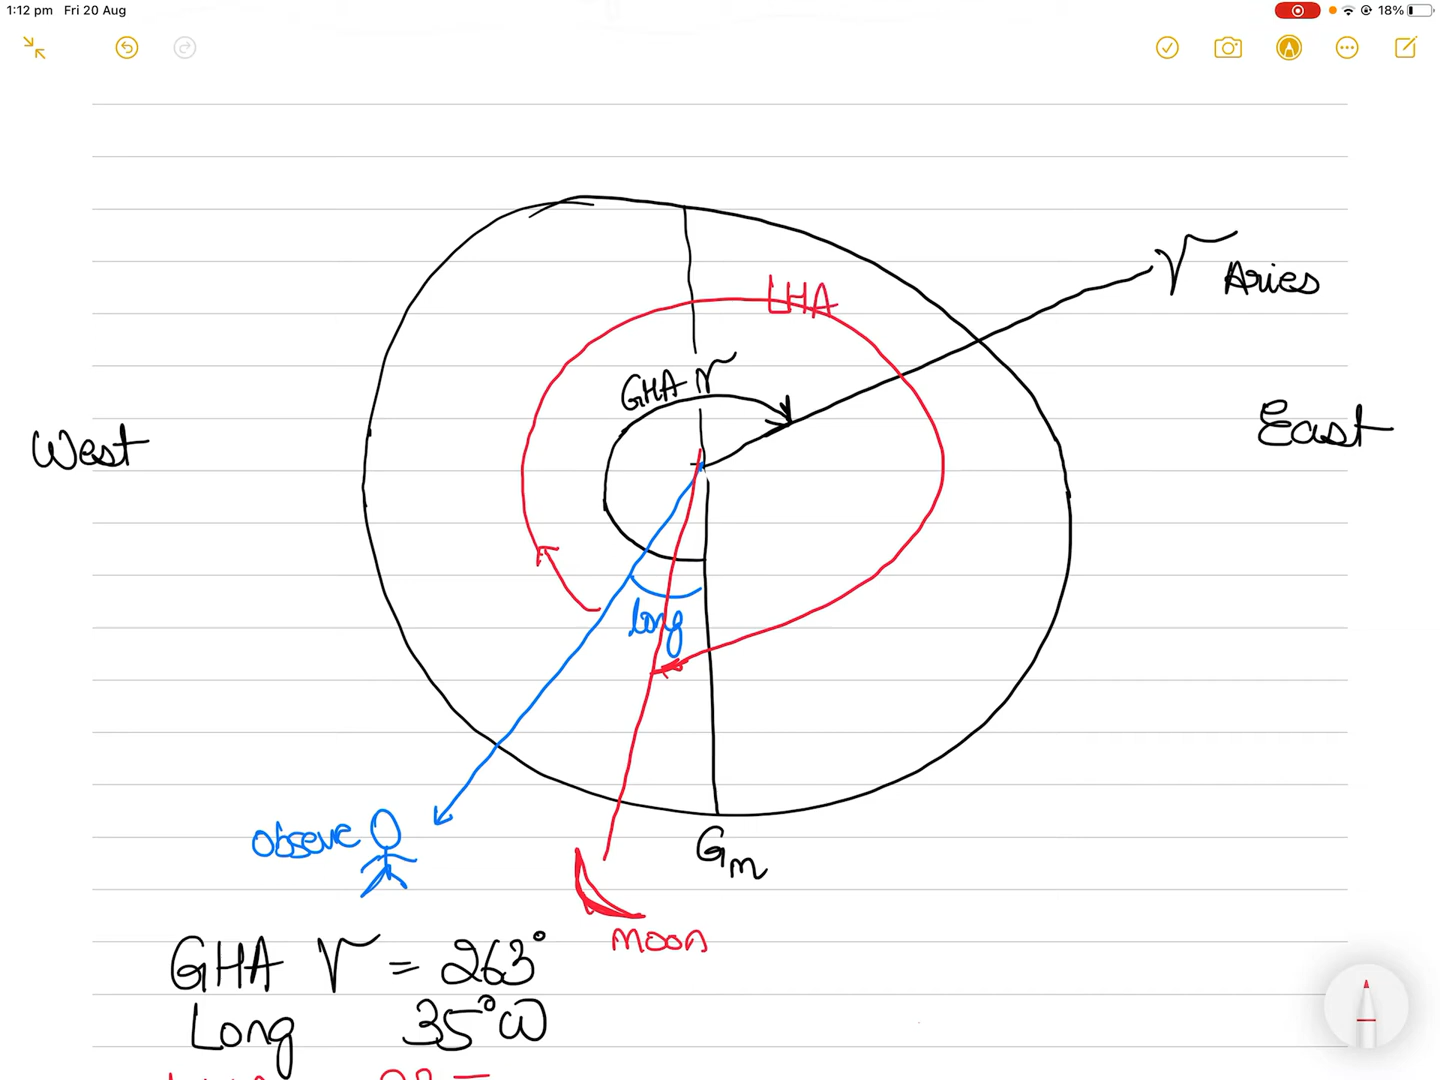 1:12 pm Fri 20 Aug
18%
LHA
♈ Aries
GHA ♈
West
East
long
obseve
Gm
moon
GHA ♈ = 263°
Long 35°W